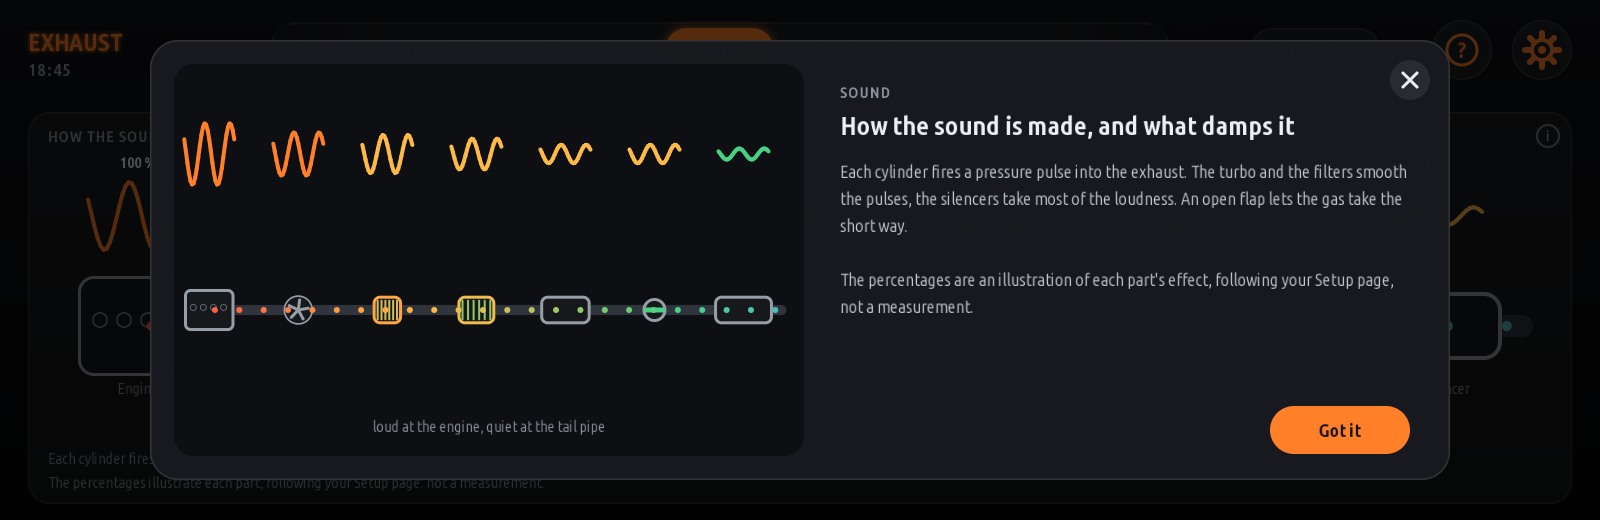 EXHAUST
18:45
?
HOW THE SOU
100 %
i
SOUND
How the sound is made, and what damps it
Each cylinder fires a pressure pulse into the exhaust. The turbo and the filters smooth
the pulses, the silencers take most of the loudness. An open flap lets the gas take the
short way.
The percentages are an illustration of each part's effect, following your Setup page,
not a measurement.
loud at the engine, quiet at the tail pipe
Got it
Engin
ncer
Each cylinder fires
The percentages illustrate each part, following your Setup page: not a measurement.